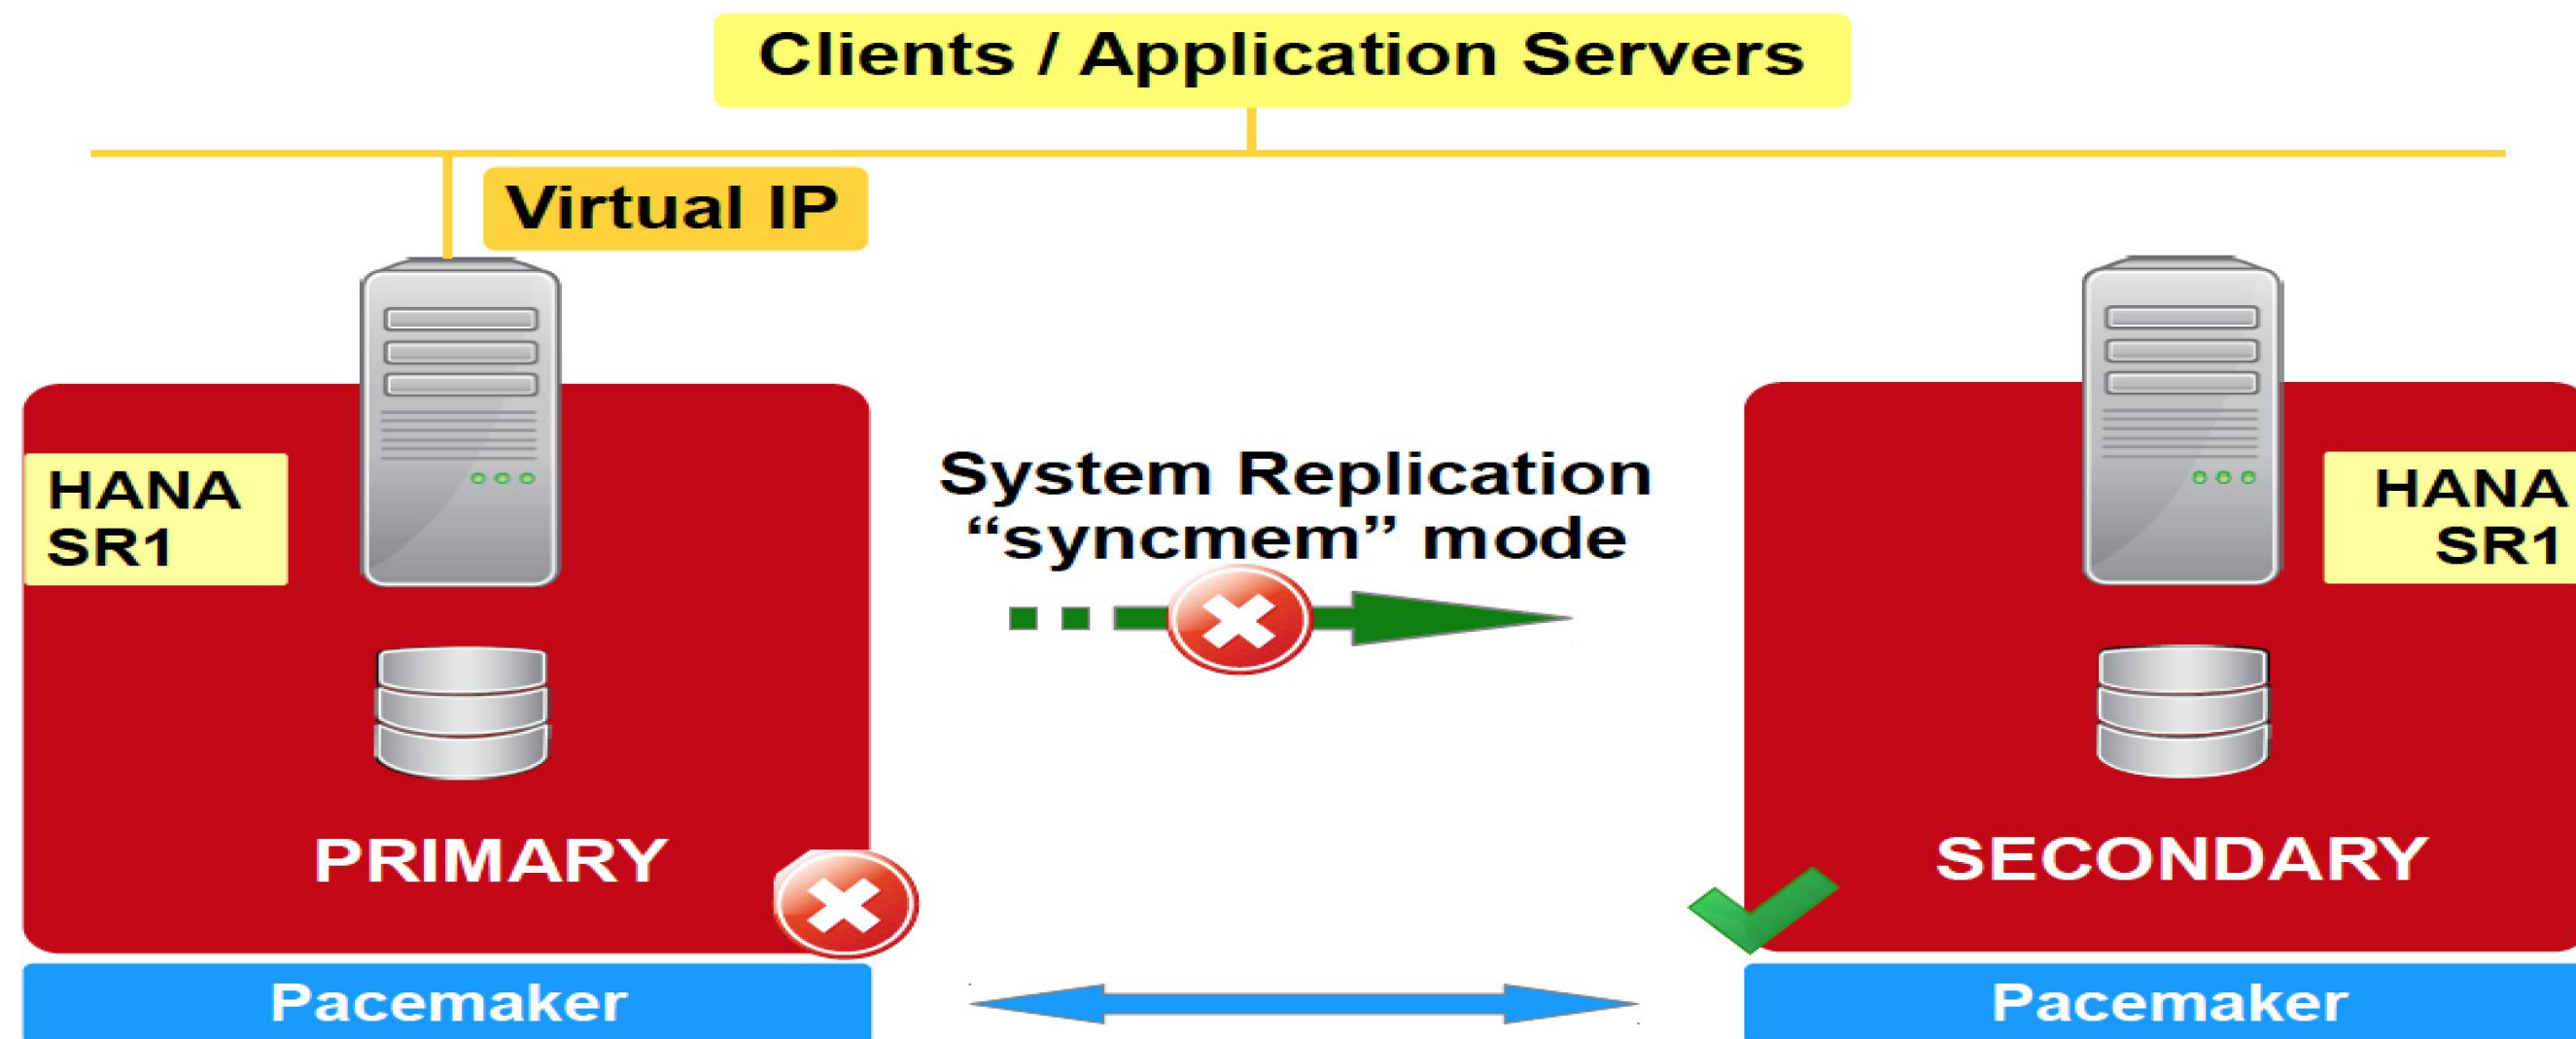 Clients / Application Servers
Virtual IP
HANA
SR1
System Replication
“syncmem” mode
HANA
SR1
PRIMARY
SECONDARY
Pacemaker
Pacemaker